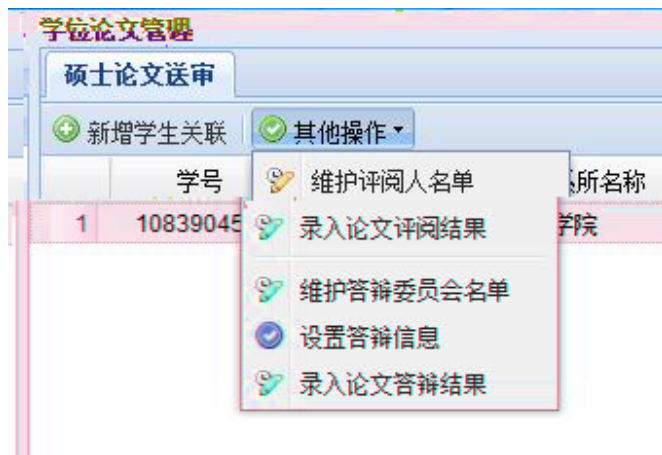 学位论文管理
硕士论文送审
新增学生关联 其他操作
学号 所名称
1 10839045 学院
维护评阅人名单
录入论文评阅结果
维护答辩委员会名单
设置答辩信息
录入论文答辩结果